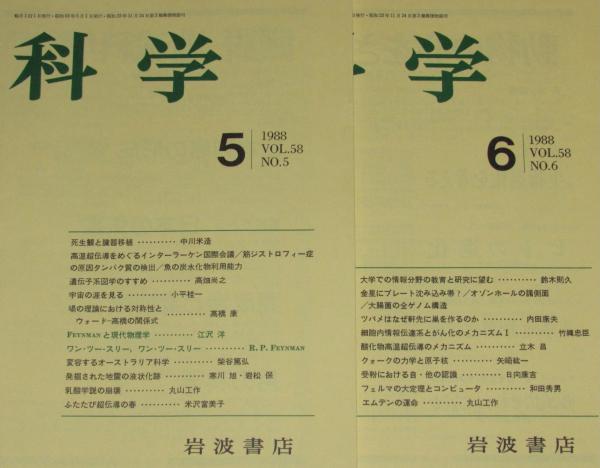 科学
5
1988
VOL.58
NO.5
死生観と臓器移植 ·········· 中川米造
高温超伝導をめぐるインターラーケン国際会議／筋ジストロフィー症
の原因タンパク質の検出／魚の炭水化物利用能力
遺伝子系図学のすすめ ·········· 高畑尚之
宇宙の涯を見る ·········· 小平桂一
場の理論における対称性と
ウォード-高橋の関係式 ·········· 高橋 康
FEYNMANと現代物理学 ·········· 江沢 洋
ワン・ツー・スリー, ワン・ツー・スリー ·········· R. P. FEYNMAN
変容するオーストラリア科学 ·········· 柴谷篤弘
発掘された地震の液状化跡 ·········· 寒川 旭・岩松 保
乳酸学説の崩壊 ·········· 丸山工作
ふたたび超伝導の春 ·········· 米沢富美子
岩波書店
学
6
1988
VOL.58
NO.6
大学での情報分野の教育と研究に望む ·········· 鈴木則久
金星にプレート沈み込み帯？／オゾンホールの鏡側面
／大腸菌の全ゲノム構造
ツバメはなぜ軒先に巣を作るのか ·········· 内田康夫
細胞内情報伝達系とがん化のメカニズム I ·········· 竹縄忠臣
酸化物高温超伝導のメカニズム ·········· 立木 昌
クォークの力学と原子核 ·········· 矢崎紘一
受粉における自・他の認識 ·········· 日向康吉
フェルマの大定理とコンピュータ ·········· 和田秀男
エムデンの運命 ·········· 丸山工作
岩波書店